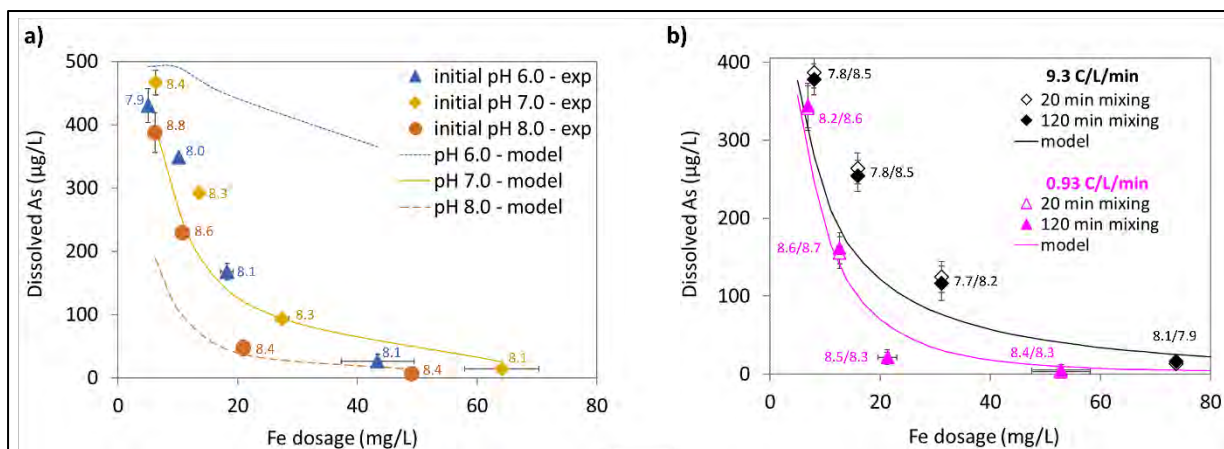 a)
500
400
300
200
100
0
Dissolved As (µg/L)
0
20
40
60
80
Fe dosage (mg/L)
initial pH 6.0 - exp
initial pH 7.0 - exp
initial pH 8.0 - exp
pH 6.0 - model
pH 7.0 - model
pH 8.0 - model
8.4
7.9
8.8
8.0
8.3
8.6
8.1
8.3
8.4
8.1
8.1
8.4
b)
400
300
200
100
0
Dissolved As (µg/L)
0
20
40
60
80
Fe dosage (mg/L)
9.3 C/L/min
20 min mixing
120 min mixing
model
0.93 C/L/min
20 min mixing
120 min mixing
model
7.8/8.5
8.2/8.6
7.8/8.5
8.6/8.7
7.7/8.2
8.5/8.3
8.4/8.3
8.1/7.9